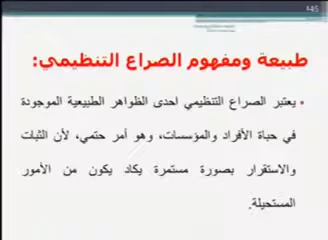 145
طبيعة ومفهوم الصراع التنظيمي:
• يعتبر الصراع التنظيمي احدى الظواهر الطبيعية الموجودة
في حياة الأفراد والمؤسسات، وهو أمر حتمي، لأن الثبات
والاستقرار بصورة مستمرة يكاد يكون من الأمور
المستحيلة.